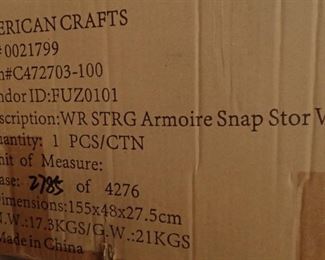 ERICAN CRAFTS
#0021799
m#C472703-100
ndor ID:FUZ0101
scription:WR STRG Armoire Snap Stor W
uantity: 1 PCS/CTN
nit of Measure:
ase: 2785 of 4276
imensions:155x48x27.5cm
N.W.:17.3KGS/G.W.:21KGS
Made in China